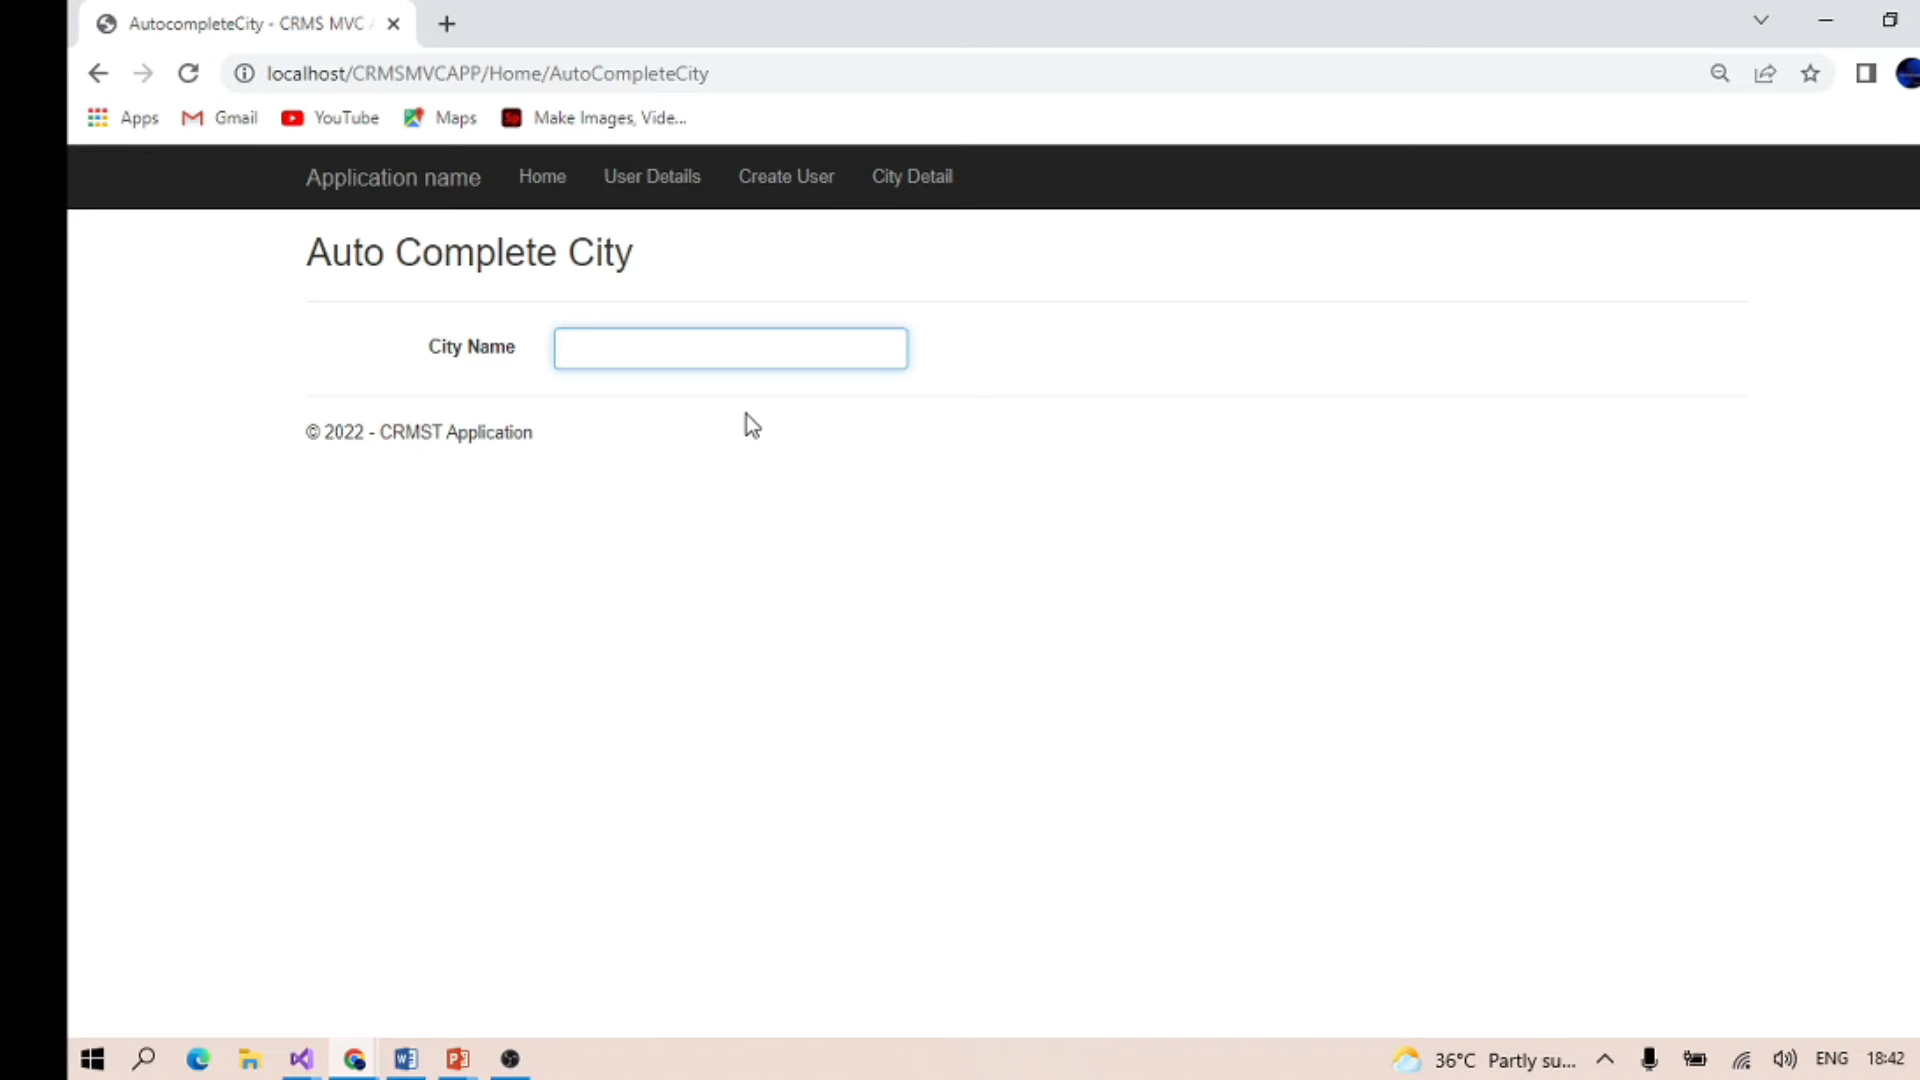 AutocompleteCity - CRMS MVC
localhost/CRMSMVCAPP/Home/AutoCompleteCity
Apps Gmail YouTube Maps Make Images, Vide...
Application name Home User Details Create User City Detail
Auto Complete City
City Name
© 2022 - CRMST Application
36°C Partly su... ENG 18:42